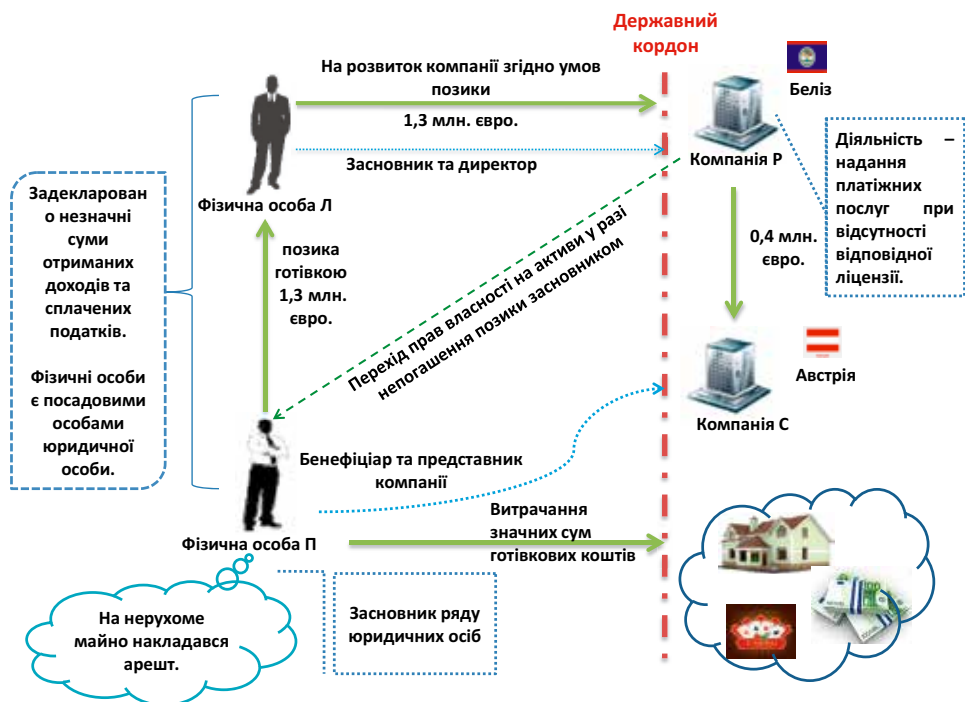 Державний
кордон
На розвиток компанії згідно умов
позики
1,3 млн. євро.
Засновник та директор
Беліз
Компанія Р
Діяльність –
надання
платіжних
послуг при
відсутності
відповідної
ліцензії.
Задекларован
о незначні
суми
отриманих
доходів та
сплачених
податків.
Фізичні особи
є посадовими
особами
юридичної
особи.
Фізична особа Л
позика
готівкою
1,3 млн.
євро.
Перехід прав власності на активи у разі
непогашення позики засновником
0,4 млн.
євро.
Австрія
Компанія С
Бенефіціар та представник
компанії
Фізична особа П
Витрачання
значних сум
готівкових коштів
На нерухоме
майно накладався
арешт.
Засновник ряду
юридичних осіб
100